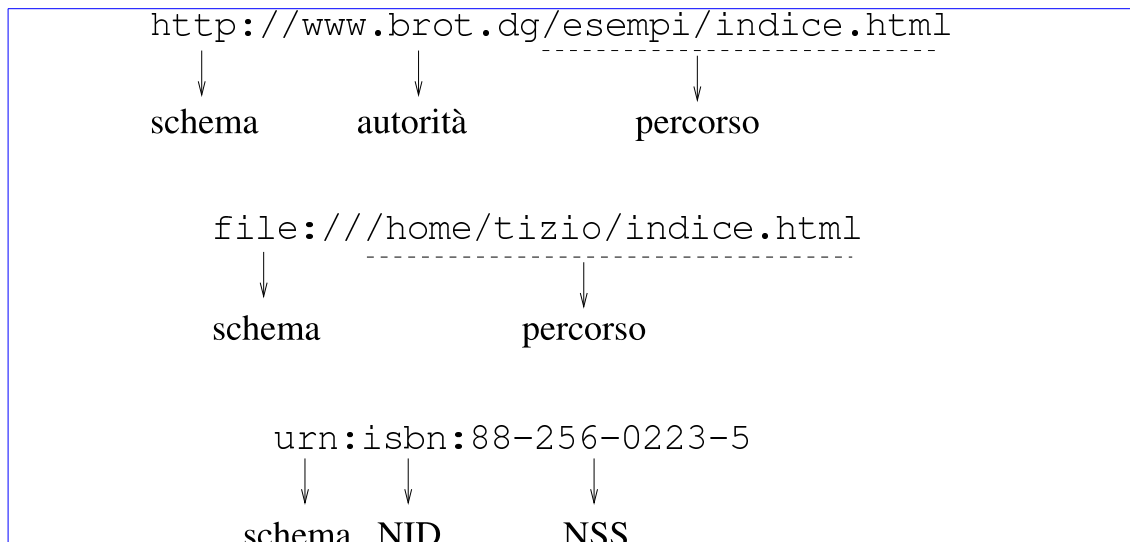 http://www.brot.dg/esempi/indice.html
schema autorità percorso
file:///home/tizio/indice.html
schema percorso
urn:isbn:88-256-0223-5
schema NID NSS